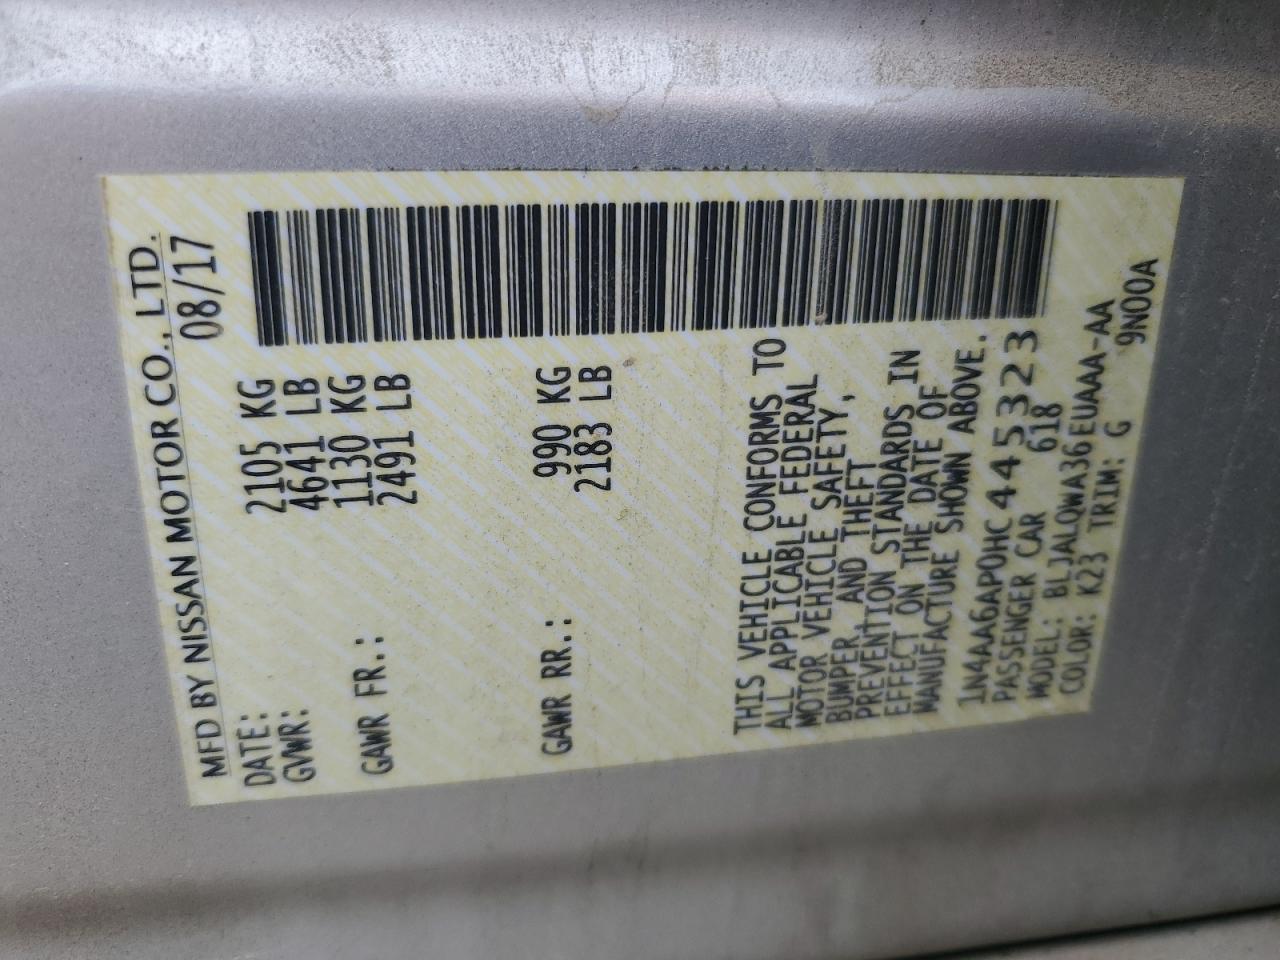 MFD BY NISSAN MOTOR CO., LTD.
DATE: 08/17
GVWR: 2105 KG
4641 LB
GAWR FR.: 1130 KG
2491 LB
GAWR RR.: 990 KG
2183 LB
THIS VEHICLE CONFORMS TO
ALL APPLICABLE FEDERAL
MOTOR VEHICLE SAFETY,
BUMPER, AND THEFT
PREVENTION STANDARDS IN
EFFECT ON THE DATE OF
MANUFACTURE SHOWN ABOVE.
1N4AA6AP0HC445323
PASSENGER CAR 618
MODEL: BLJALQWA36EUAAA-AA
COLOR: K23 TRIM: G 9N00A